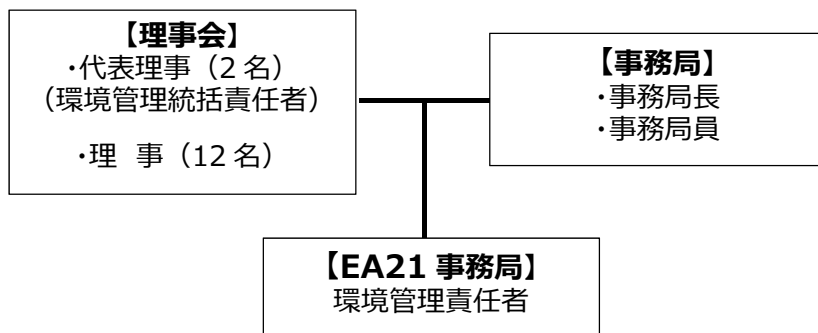 【理事会】
・代表理事（2 名）
（環境管理統括責任者）
・理 事（12 名）
【事務局】
・事務局長
・事務局員
【EA21 事務局】
環境管理責任者